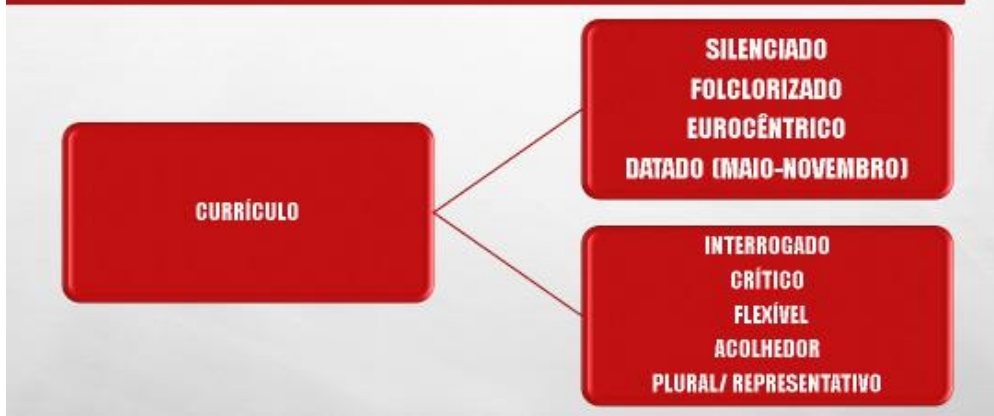 CURRÍCULO
SILENCIADO
FOLCLORIZADO
EUROCÊNTRICO
DATADO (MAIO-NOVEMBRO)
INTERROGADO
CRÍTICO
FLEXÍVEL
ACOLHEDOR
PLURAL/ REPRESENTATIVO